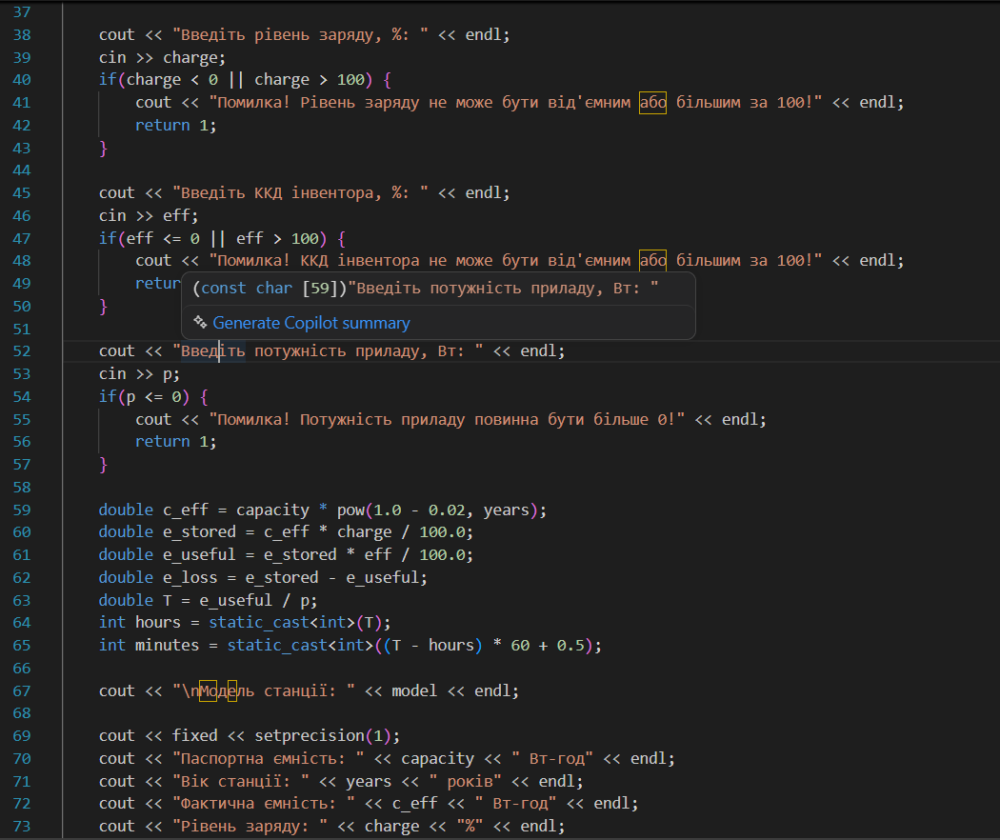 37
38 cout << "Введіть рівень заряду, %: " << endl;
39 cin >> charge;
40 if(charge < 0 || charge > 100) {
41 cout << "Помилка! Рівень заряду не може бути від'ємним або більшим за 100!" << endl;
42 return 1;
43 }
44
45 cout << "Введіть ККД інвентора, %: " << endl;
46 cin >> eff;
47 if(eff <= 0 || eff > 100) {
48 cout << "Помилка! ККД інвентора не може бути від'ємним або більшим за 100!" << endl;
49 retur
(const char [59])"Введіть потужність приладу, Вт: "
50 }
Generate Copilot summary
51
52 cout << "Введіть потужність приладу, Вт: " << endl;
53 cin >> p;
54 if(p <= 0) {
55 cout << "Помилка! Потужність приладу повинна бути більше 0!" << endl;
56 return 1;
57 }
58
59 double c_eff = capacity * pow(1.0 - 0.02, years);
60 double e_stored = c_eff * charge / 100.0;
61 double e_useful = e_stored * eff / 100.0;
62 double e_loss = e_stored - e_useful;
63 double T = e_useful / p;
64 int hours = static_cast<int>(T);
65 int minutes = static_cast<int>((T - hours) * 60 + 0.5);
66
67 cout << "\nМодель станції: " << model << endl;
68
69 cout << fixed << setprecision(1);
70 cout << "Паспортна ємність: " << capacity << " Вт-год" << endl;
71 cout << "Вік станції: " << years << " років" << endl;
72 cout << "Фактична ємність: " << c_eff << " Вт-год" << endl;
73 cout << "Рівень заряду: " << charge << "%" << endl;